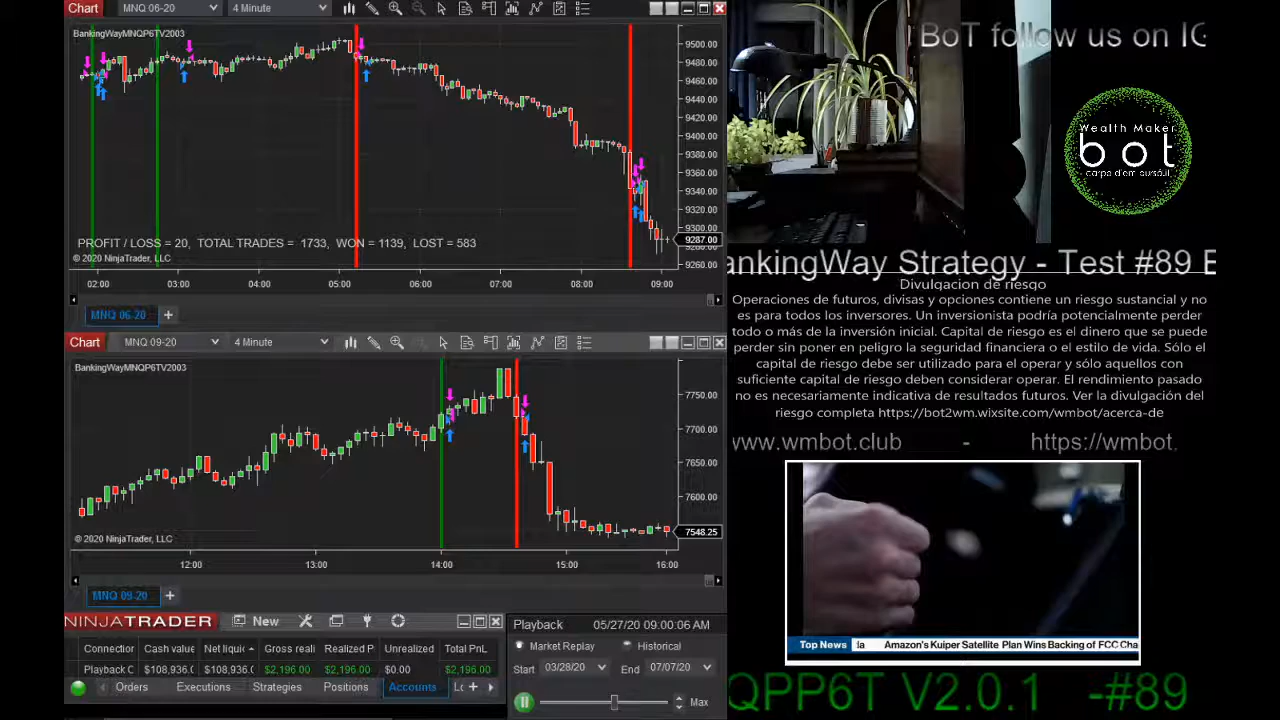 Chart MNQ 06-20 4 Minute
BankingWayMNQP6TV2003
9500.00
9480.00
9460.00
9440.00
9420.00
9400.00
9380.00
9360.00
9340.00
9320.00
9300.00
9287.00
9260.00
PROFIT / LOSS = 20, TOTAL TRADES = 1733, WON = 1139, LOST = 583
© 2020 NinjaTrader, LLC
02:00 03:00 04:00 05:00 06:00 07:00 08:00 09:00
MNQ 06-20 +
Chart MNQ 09-20 4 Minute
BankingWayMNQP6TV2003
7750.00
7700.00
7650.00
7600.00
7548.25
© 2020 NinjaTrader, LLC
12:00 13:00 14:00 15:00 16:00
MNQ 09-20 +
NINJATRADER New
Connection Cash value Net liquid Gross reali Realized P Unrealized Total PnL
Playback C $108,936.0 $108,936.0 $2,196.00 $2,196.00 $0.00 $2,196.00
Orders Executions Strategies Positions Accounts Lo +
Playback 05/27/20 09:00:06 AM
Market Replay Historical
Start 03/28/20 End 07/07/20
Max
BoT follow us on IG
Wealth Maker
bot
ankingWay Strategy - Test #89 B
Divulgacion de riesgo
Operaciones de futuros, divisas y opciones contiene un riesgo sustancial y no
es para todos los inversores. Un inversionista podría potencialmente perder
todo o más de la inversión inicial. Capital de riesgo es el dinero que se puede
perder sin poner en peligro la seguridad financiera o el estilo de vida. Sólo el
capital de riesgo debe ser utilizado para el operar y sólo aquellos con
suficiente capital de riesgo deben considerar operar. El rendimiento pasado
no es necesariamente indicativa de resultados futuros. Ver la divulgación del
riesgo completa https://bot2wm.wixsite.com/wmbot/acerca-de
www.wmbot.club - https://wmbot.
Top News ia Amazon's Kuiper Satellite Plan Wins Backing of FCC Cha
QPP6T V2.0.1 -#89